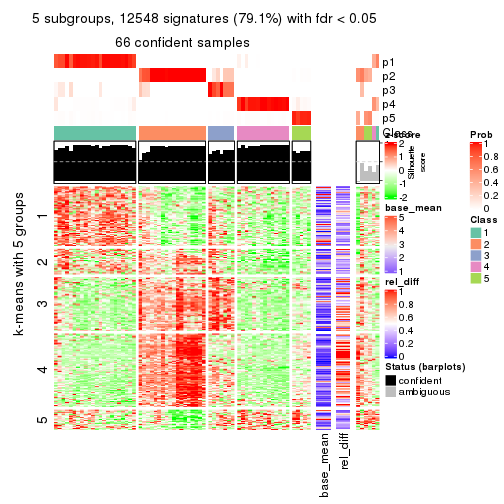 5 subgroups, 12548 signatures (79.1%) with fdr < 0.05
66 confident samples
p1
p2
p3
p4
p5
Class
k-means with 5 groups
1
2
3
4
5
z-score
2
1
0
-1
-2
Silhouette
score
base_mean
5
4
3
2
1
rel_diff
1
0.8
0.6
0.4
0.2
0
Status (barplots)
confident
ambiguous
Prob
1
0.8
0.6
0.4
0.2
0
Class
1
2
3
4
5
base_mean
rel_diff